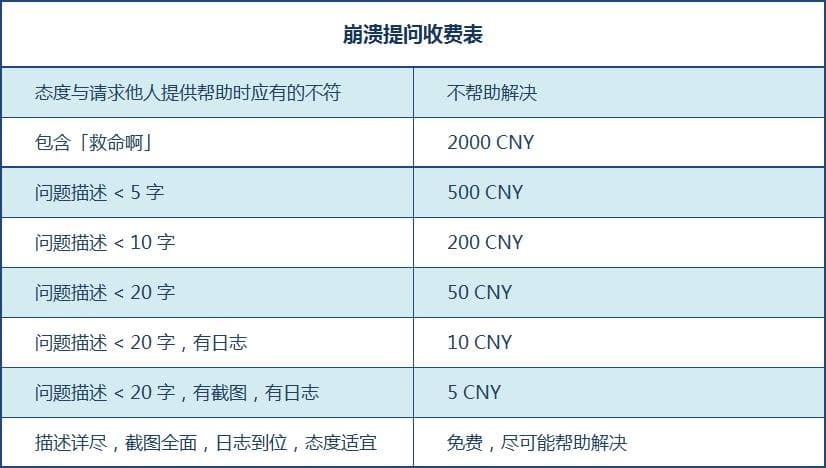 崩溃提问收费表
态度与请求他人提供帮助时应有的不符 不帮助解决
包含「救命啊」 2000 CNY
问题描述 < 5 字 500 CNY
问题描述 < 10 字 200 CNY
问题描述 < 20 字 50 CNY
问题描述 < 20 字，有日志 10 CNY
问题描述 < 20 字，有截图，有日志 5 CNY
描述详尽，截图全面，日志到位，态度适宜 免费，尽可能帮助解决